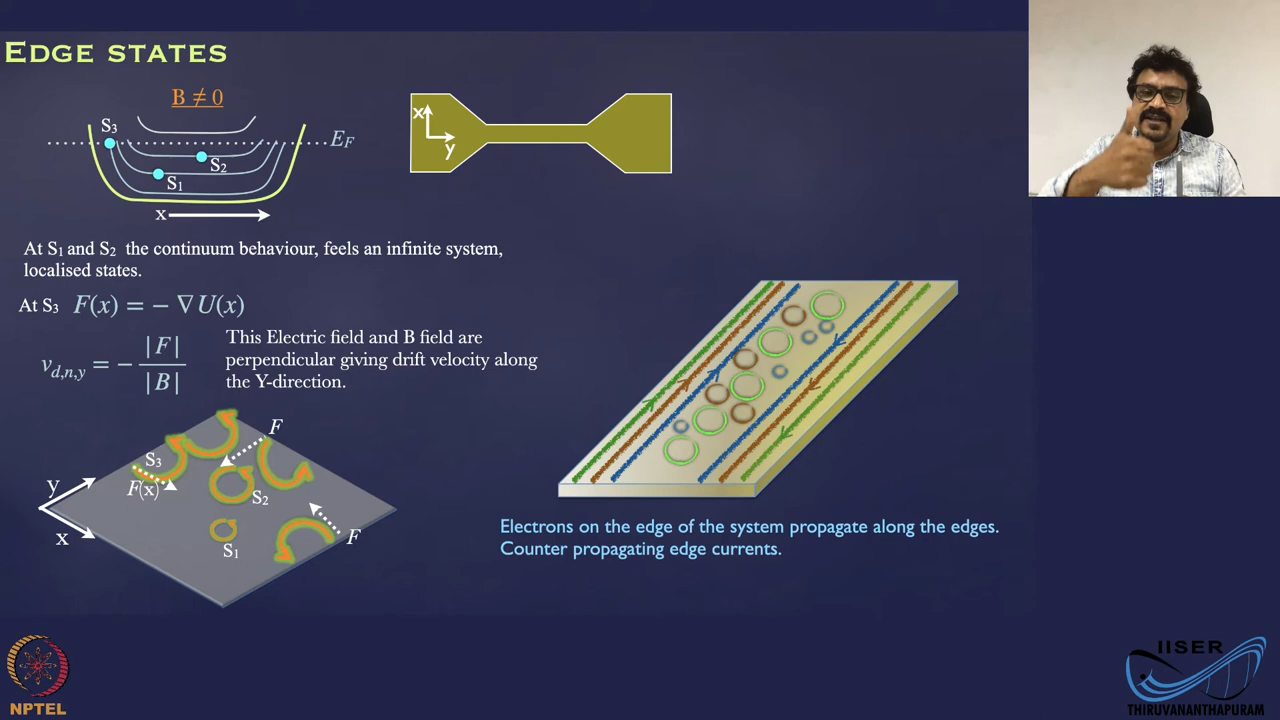 EDGE STATES
B ≠ 0
S₃
E_F
S₂
S₁
x
x
y
At S₁ and S₂ the continuum behaviour, feels an infinite system,
localised states.
At S₃ F(x) = − ∇U(x)
v_{d,n,y} = − |F| / |B|
This Electric field and B field are
perpendicular giving drift velocity along
the Y-direction.
F
S₃
F(x)
S₂
y
x
S₁
F
Electrons on the edge of the system propagate along the edges.
Counter propagating edge currents.
NPTEL
IISER
THIRUVANANTHAPURAM